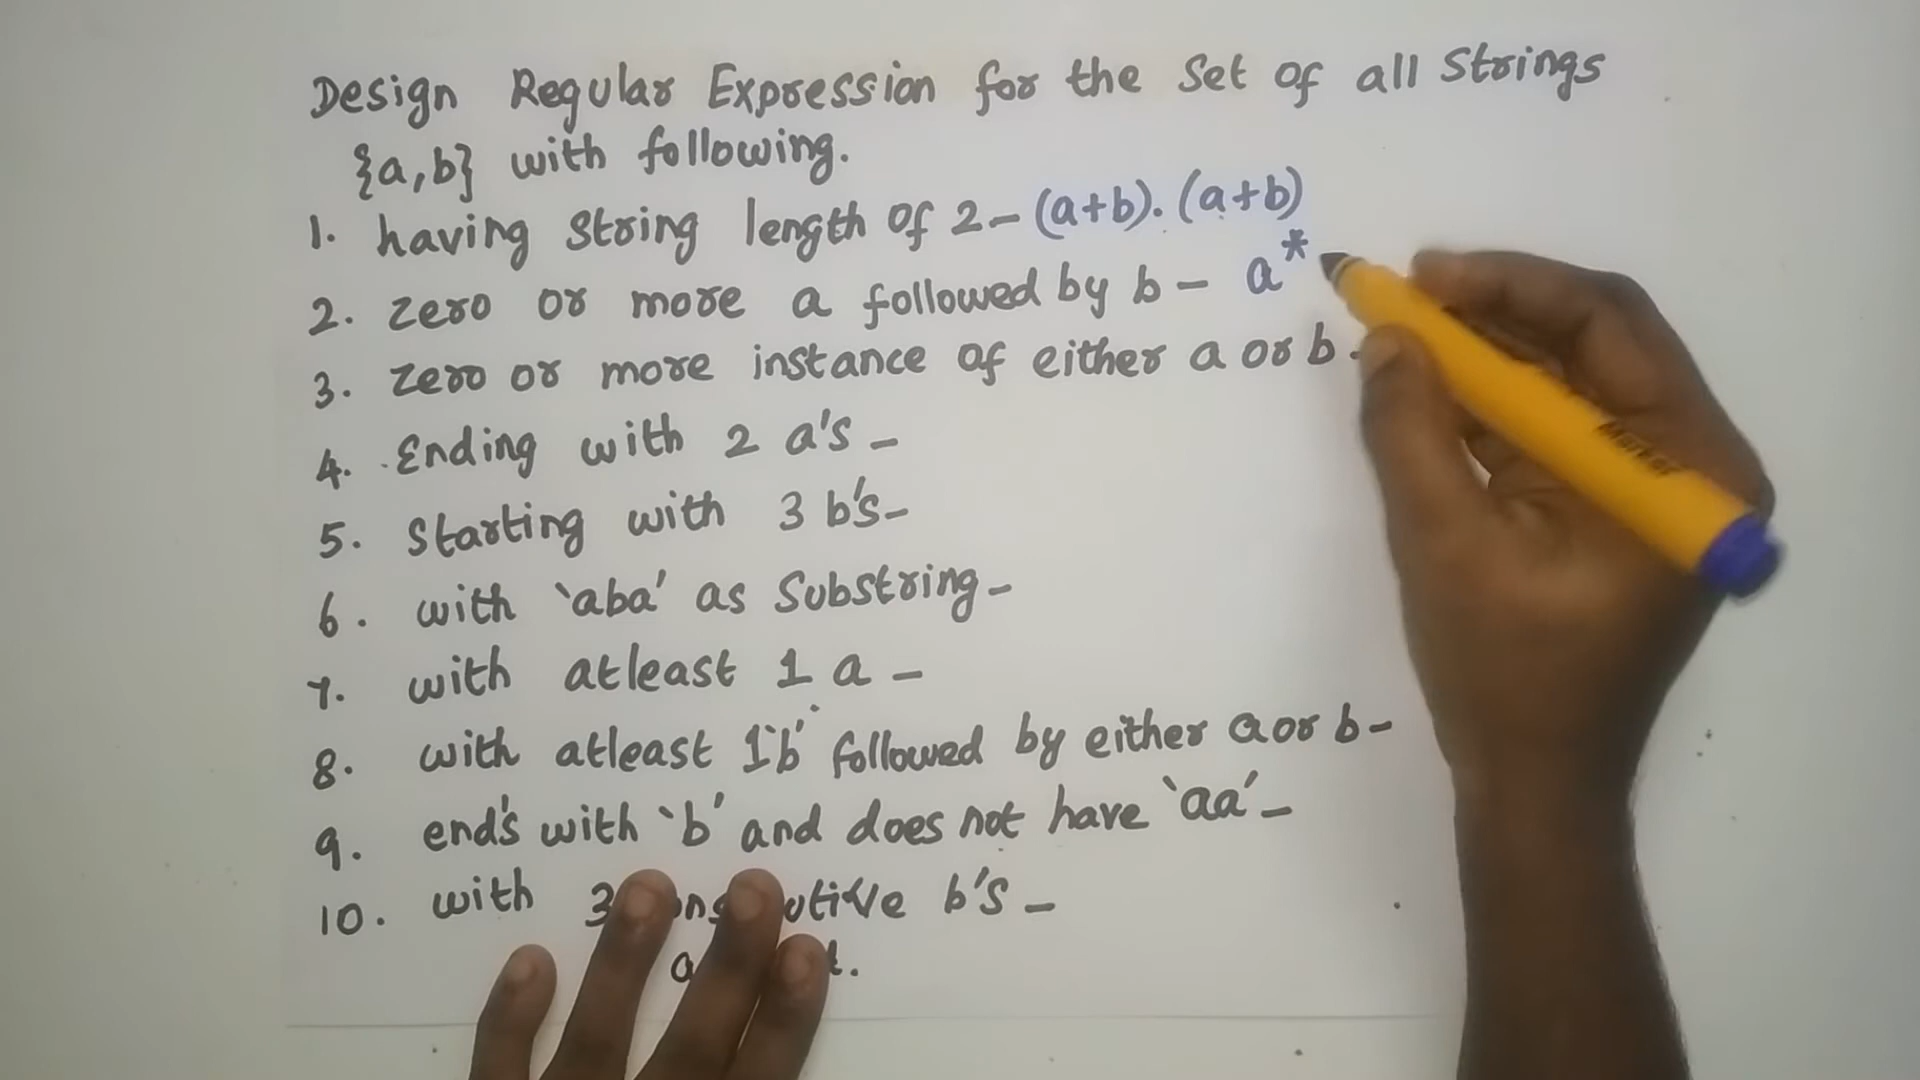 Design Regular Expression for the Set of all Strings
{a,b} with following.
1. having String length of 2 - (a+b). (a+b)
2. zero or more a followed by b - a*
3. zero or more instance of either a or b.
4. Ending with 2 a's -
5. Starting with 3 b's -
6. with 'aba' as Substring -
7. with atleast 1 a -
8. with atleast 1 'b' followed by either a or b -
9. end's with 'b' and does not have 'aa' -
10. with 3 b's -
Marker